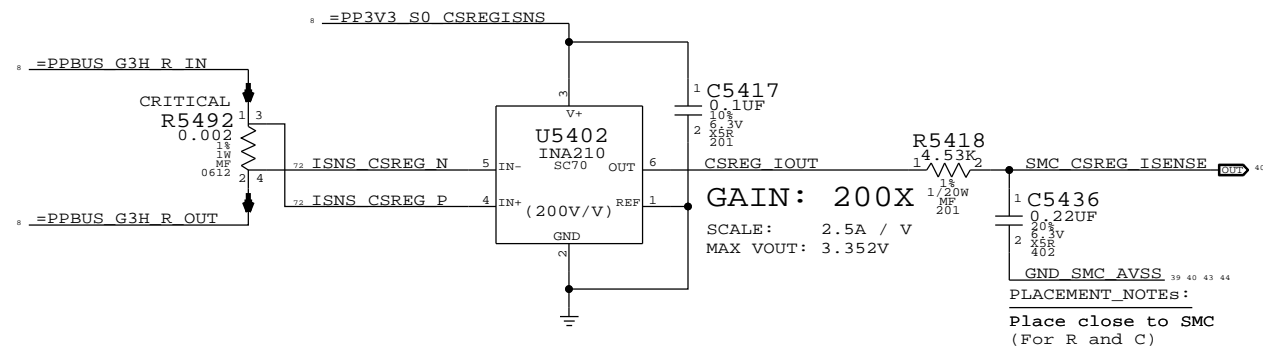 8 =PP3V3_S0_CSREGISNS
8 =PPBUS_G3H_R_IN
CRITICAL
R5492
0.002
1%
1W
MF
0612
1 3
2 4
8 =PPBUS_G3H_R_OUT
72 ISNS_CSREG_N
72 ISNS_CSREG_P
3
V+
U5402
INA210
SC70
5 IN-
4 IN+
OUT 6
REF 1
(200V/V)
GND
2
1 C5417
0.1UF
10%
6.3V
2 X5R
201
CSREG_IOUT
GAIN: 200X
SCALE: 2.5A / V
MAX VOUT: 3.352V
R5418
1 4.53K 2
1%
1/20W
MF
201
SMC_CSREG_ISENSE OUT 40
1 C5436
0.22UF
20%
6.3V
2 X5R
402
GND_SMC_AVSS 39 40 43 44
PLACEMENT_NOTEs:
Place close to SMC
(For R and C)